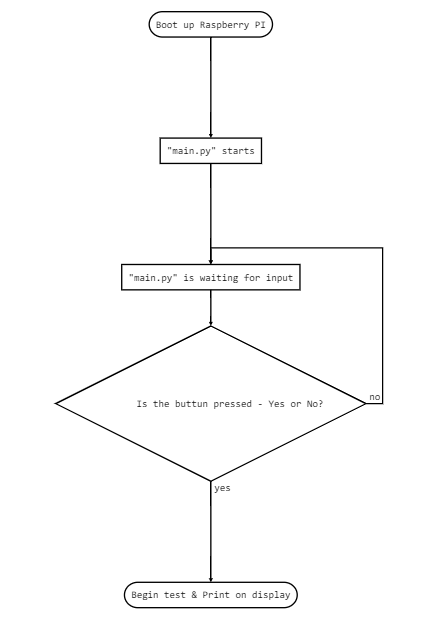 Boot up Raspberry PI
"main.py" starts
"main.py" is waiting for input
Is the buttun pressed - Yes or No?
no
yes
Begin test & Print on display